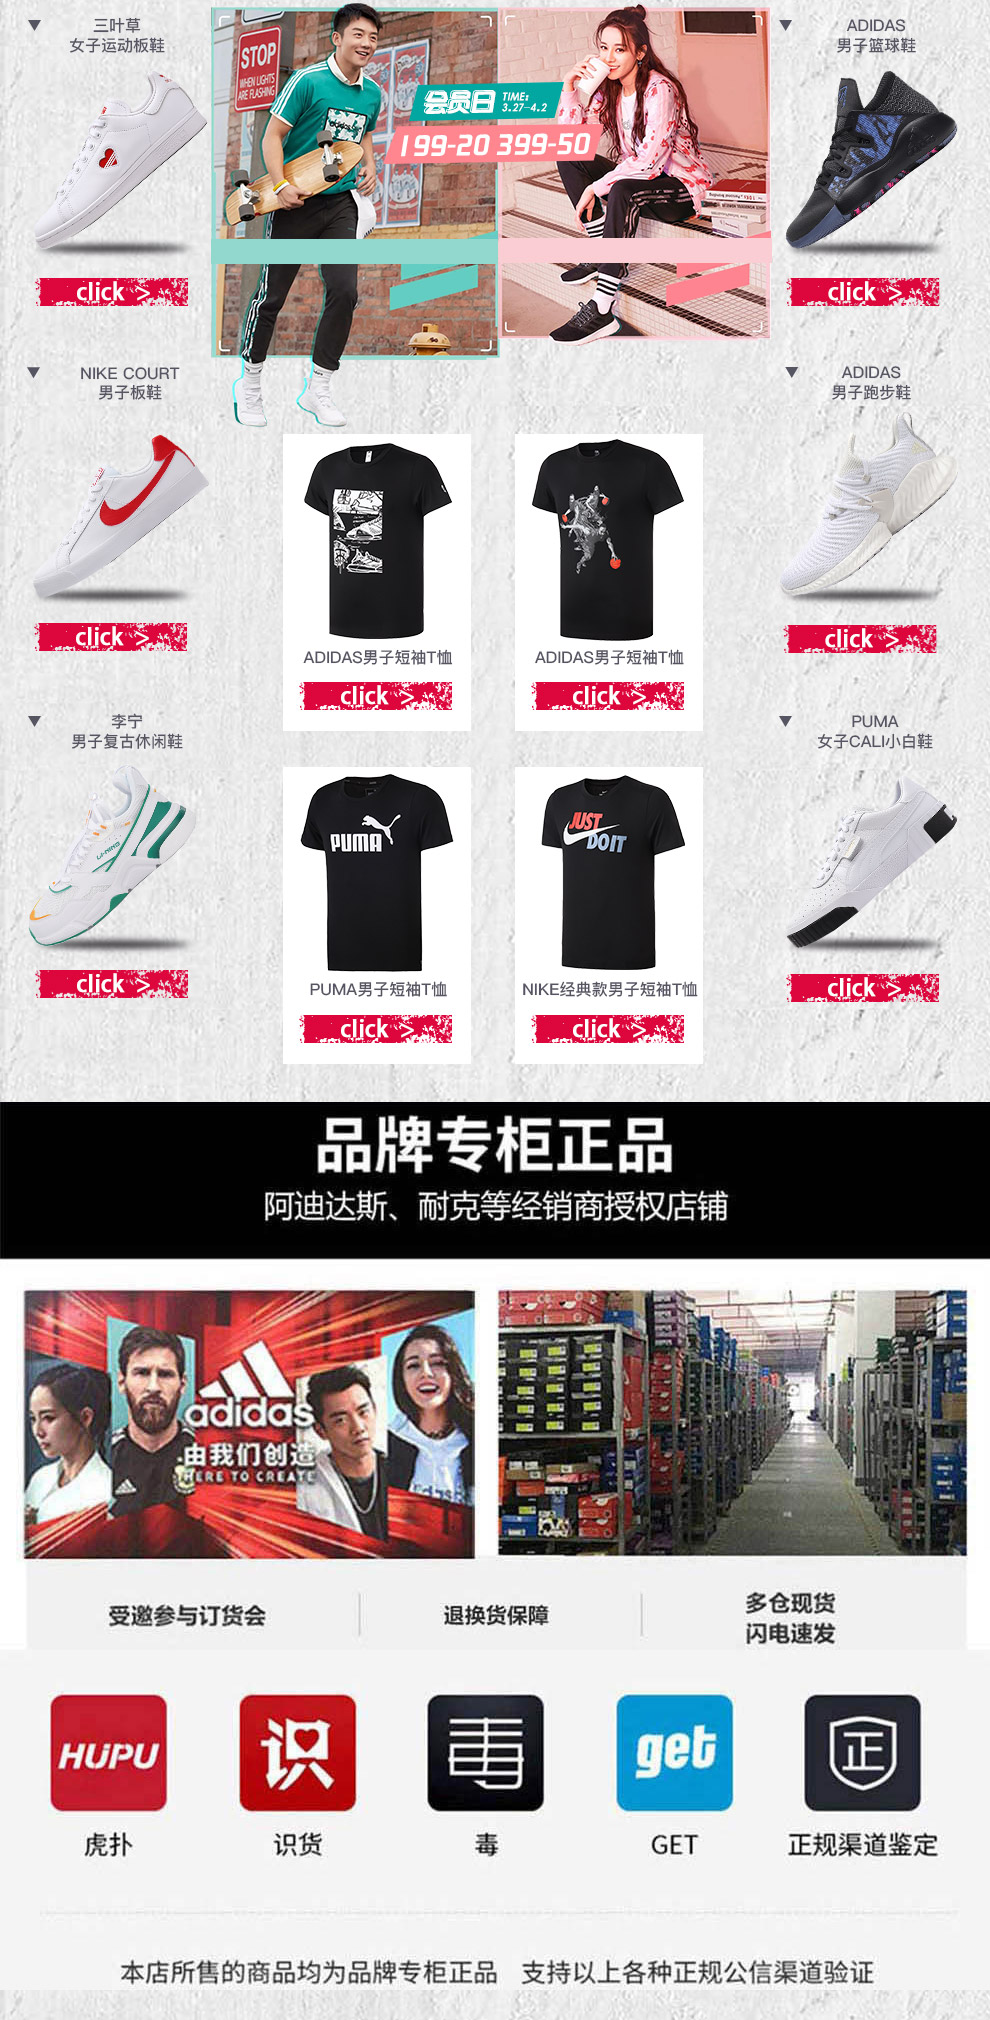 三叶草
女子运动板鞋
click >
STOP
WHEN LIGHTS
ARE FLASHING
会员日 TIME:
3.27-4.2
199-20 399-50
ADIDAS
男子篮球鞋
click >
NIKE COURT
男子板鞋
click >
ADIDAS男子短袖T恤
click >
ADIDAS男子短袖T恤
click >
ADIDAS
男子跑步鞋
click >
李宁
男子复古休闲鞋
LI-NING
click >
PUMA
PUMA男子短袖T恤
click >
JUST
DO IT
NIKE经典款男子短袖T恤
click >
PUMA
女子CALI小白鞋
click >
品牌专柜正品
阿迪达斯、耐克等经销商授权店铺
adidas
由我们创造
HERE TO CREATE
受邀参与订货会
退换货保障
多仓现货
闪电速发
HUPU
识
毒
get
正
虎扑
识货
毒
GET
正规渠道鉴定
本店所售的商品均为品牌专柜正品 支持以上各种正规公信渠道验证